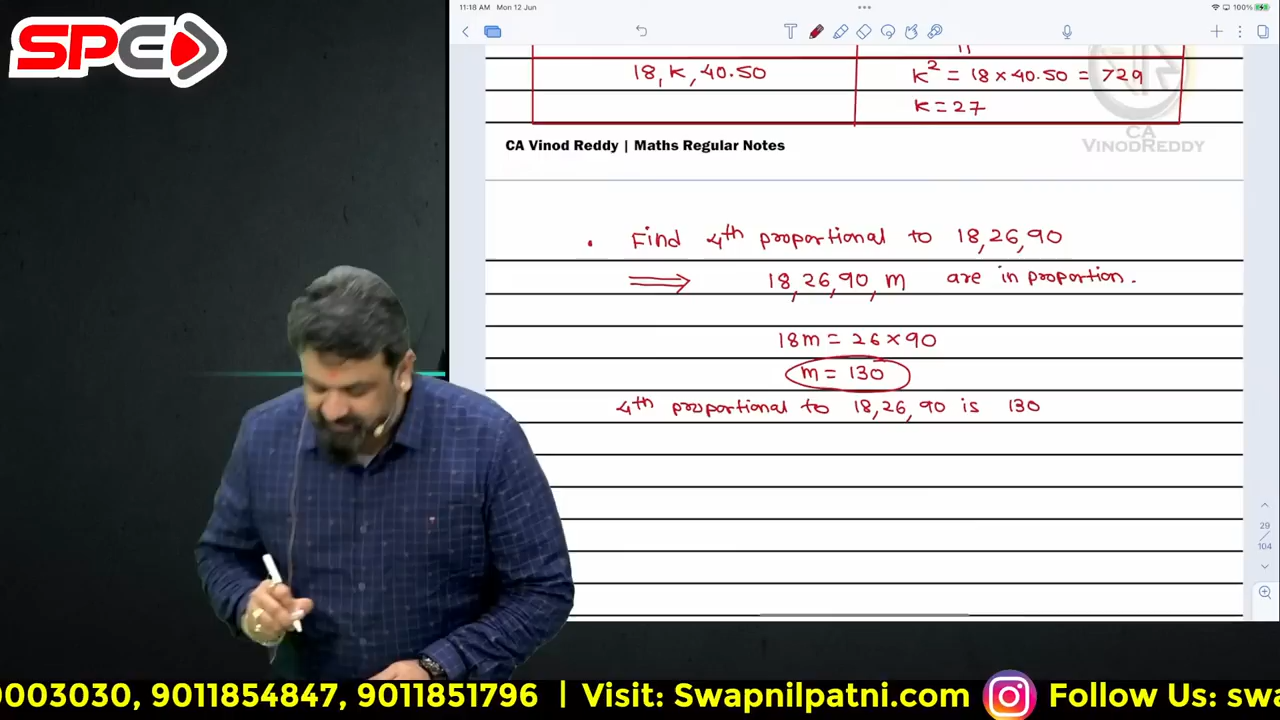 SPC
11:18 AM Mon 12 Jun
100%
T
18, K, 40.50
K² = 18 × 40.50 = 729
K = 27
CA
VINODREDDY
CA Vinod Reddy | Maths Regular Notes
. Find 4th proportional to 18,26,90
⟹ 18,26,90, m are in proportion.
18m = 26 × 90
m = 130
4th proportional to 18,26,90 is 130
29
/
104
0003030, 9011854847, 9011851796 | Visit: Swapnilpatni.com Follow Us: swa